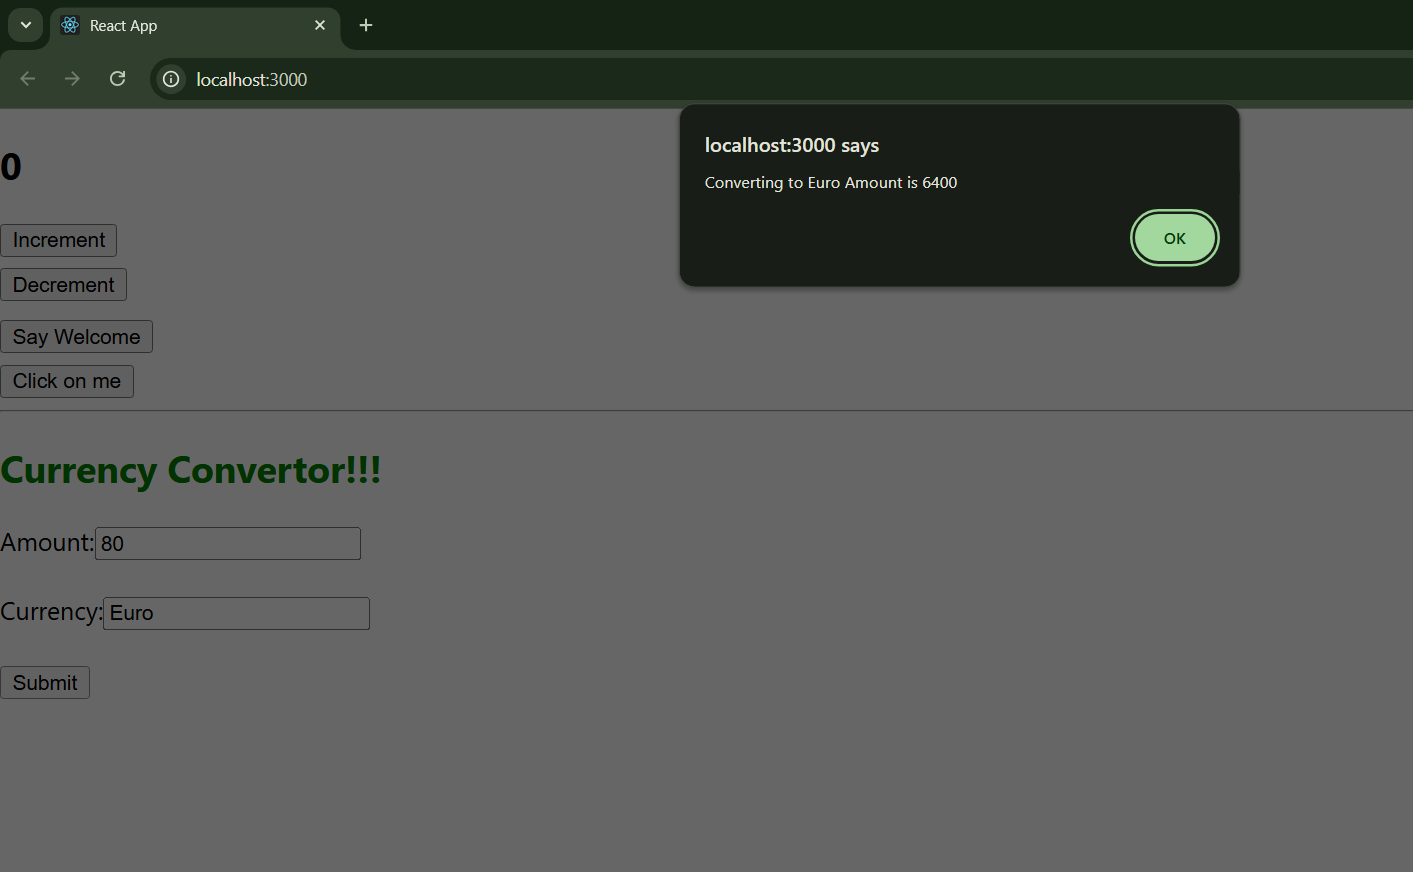 React App
localhost:3000
localhost:3000 says
Converting to Euro Amount is 6400
OK
0
Increment
Decrement
Say Welcome
Click on me
Currency Convertor!!!
Amount:80
Currency:Euro
Submit